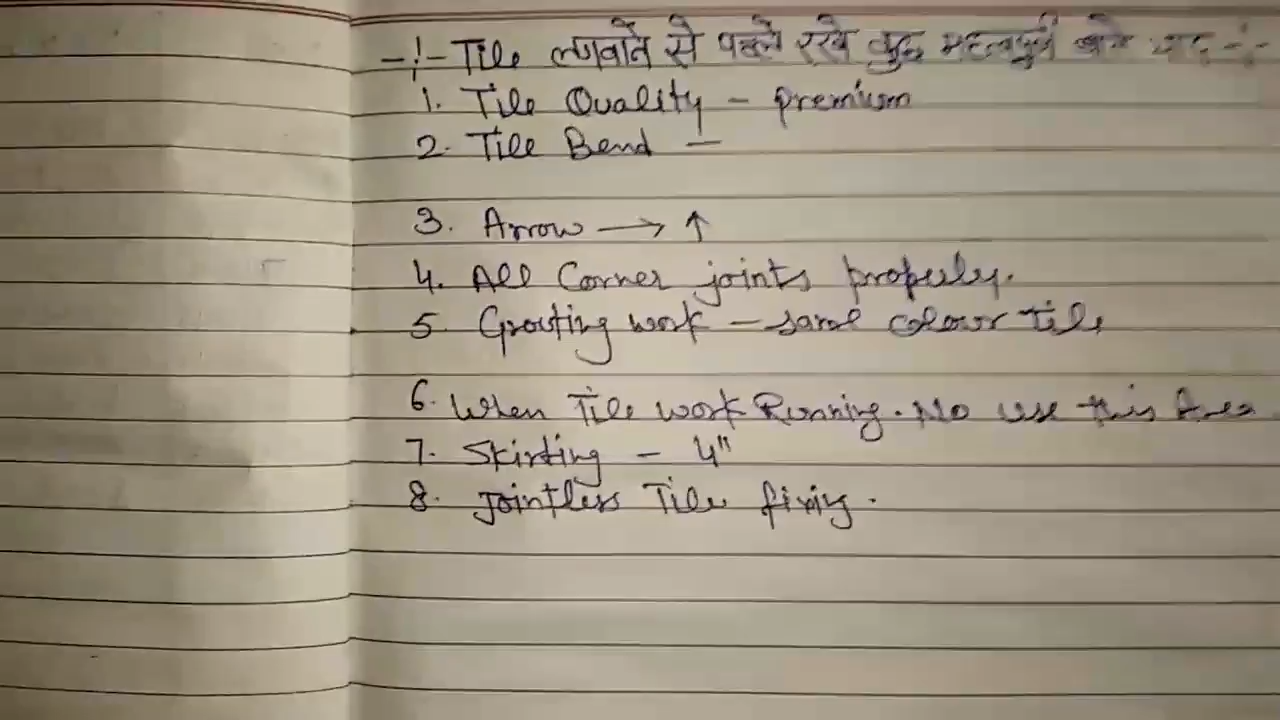 -!- Tile लगवाने से पहले रखे कुछ महत्वपूर्ण बाते याद -:-
1. Tile Quality - premium
2. Tile Bend -
3. Arrow → ↑
4. All Corner joints properly.
5. Grouting work - same colour tile
6. When Tile work Running. No use this Area
7. Skirting - 4"
8. Jointless Tile fixing.